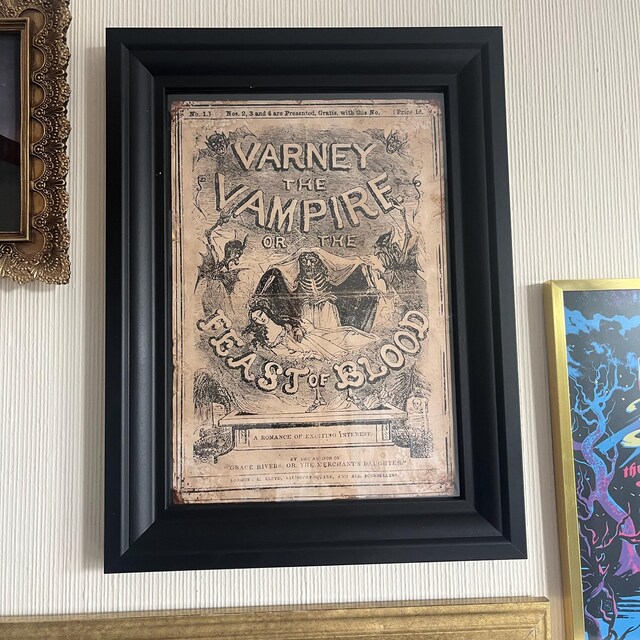 No. 1.] Nos. 2, 3 and 4 are Presented, Gratis, with this No. [Price 1d.
VARNEY
THE
VAMPIRE
OR THE
FEAST OF BLOOD
A ROMANCE OF EXCITING INTEREST.
BY THE AUTHOR OF
"GRACE RIVERS; OR, THE MERCHANT'S DAUGHTER."
LONDON: E. LLOYD, SALISBURY-SQUARE, AND ALL BOOKSELLERS.